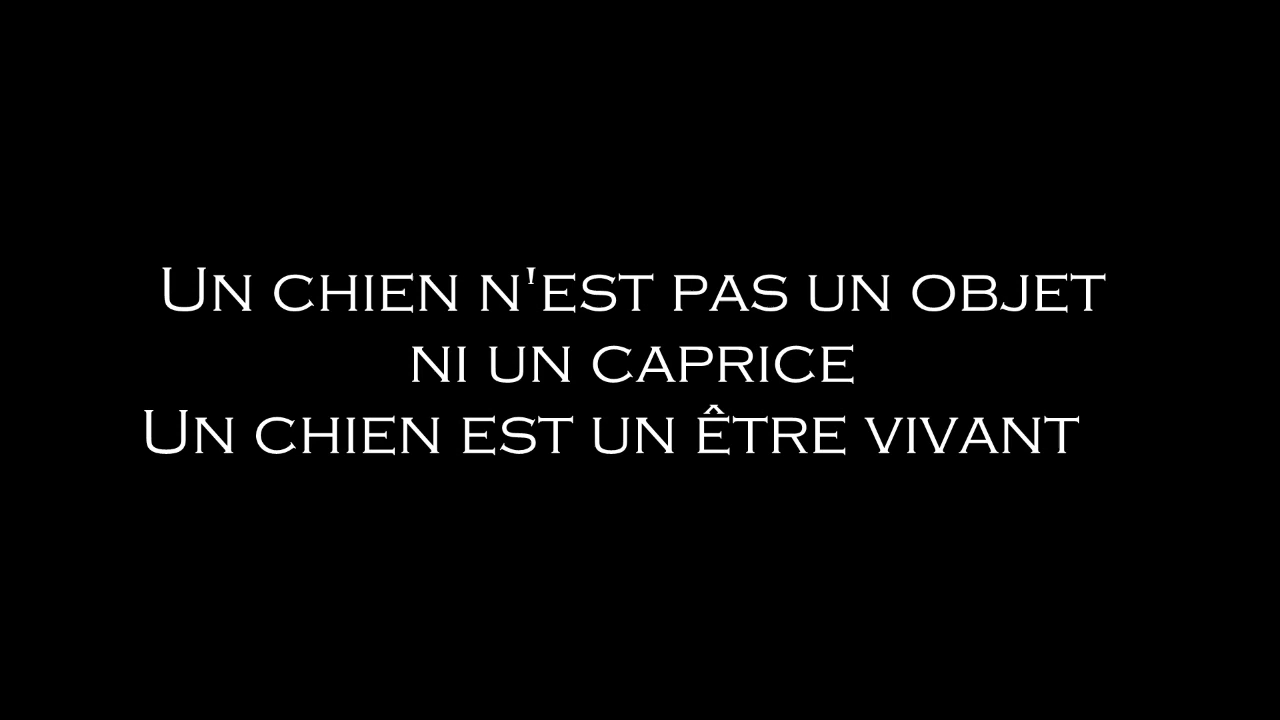 Un chien n'est pas un objet
ni un caprice
Un chien est un être vivant